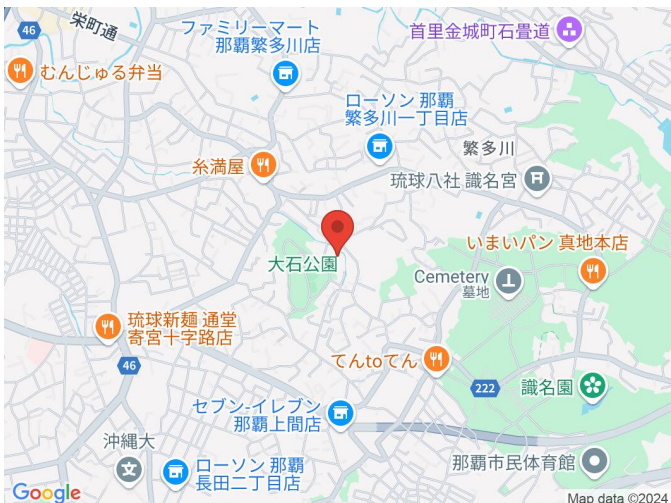 46
栄町通
ファミリーマート
那覇繁多川店
首里金城町石畳道
むんじゅる弁当
ローソン 那覇
繁多川一丁目店
繁多川
糸満屋
琉球八社 識名宮
いまいパン 真地本店
大石公園
Cemetery
墓地
琉球新麺 通堂
寄宮十字路店
てんtoてん
46
222
識名園
セブン-イレブン
那覇上間店
沖縄大
ローソン 那覇
長田二丁目店
那覇市民体育館
Google
Map data ©2024